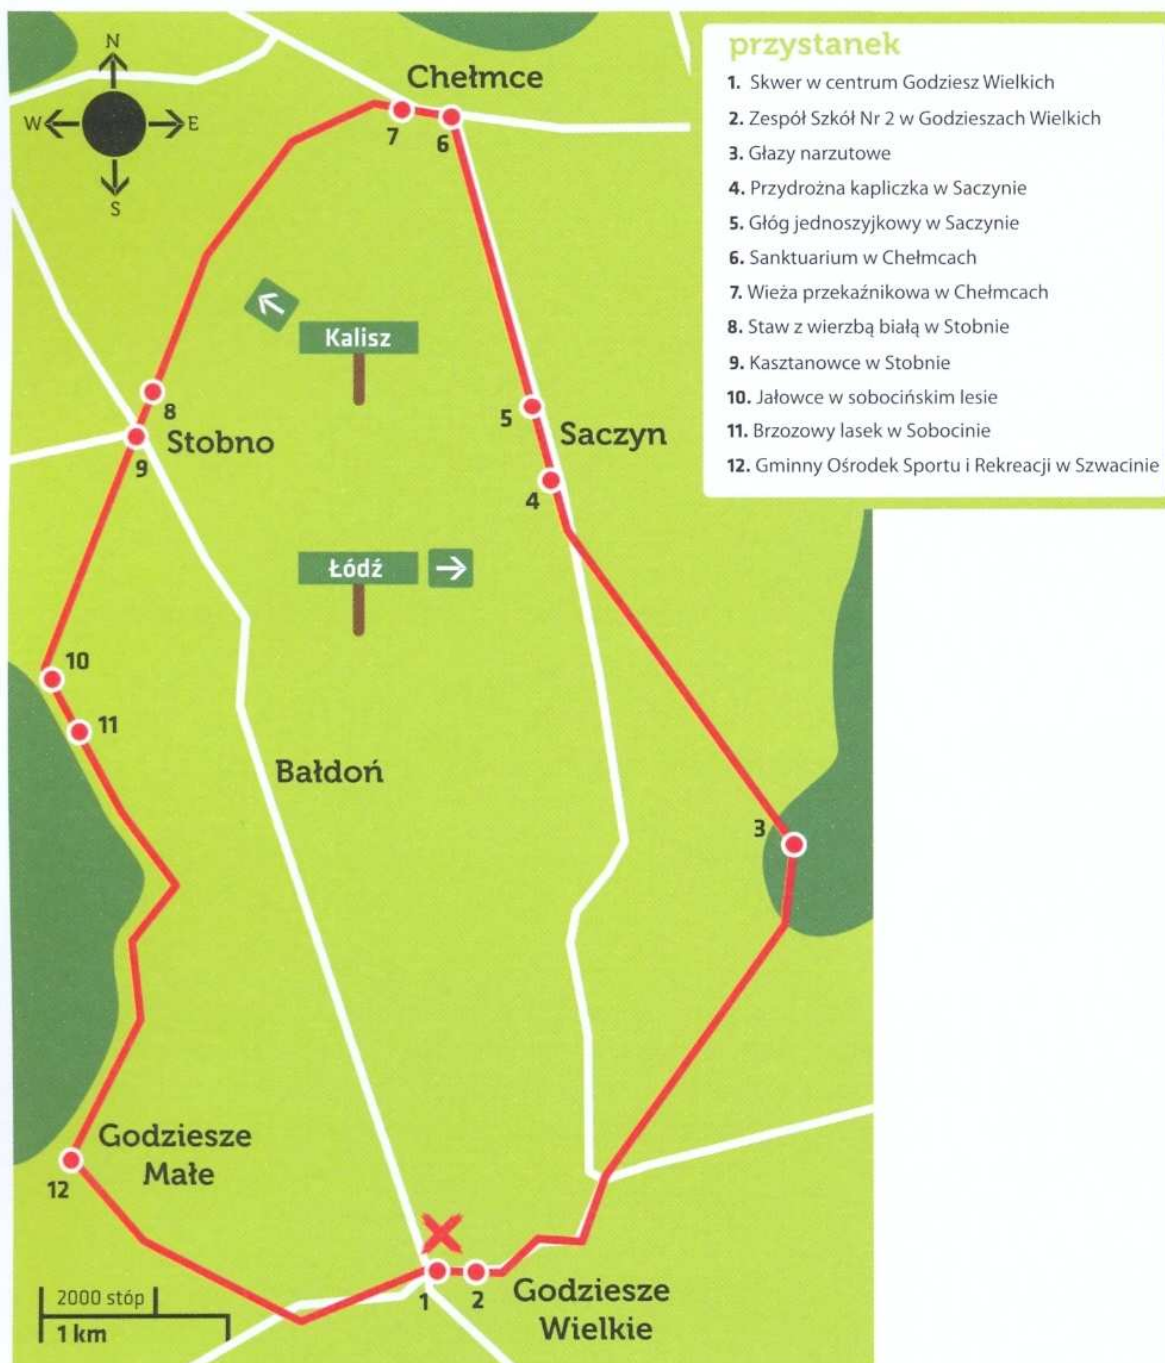 N
W
E
S
Chełmce
7
6
przystanek
1. Skwer w centrum Godziesz Wielkich
2. Zespół Szkół Nr 2 w Godzieszach Wielkich
3. Głazy narzutowe
4. Przydrożna kapliczka w Saczynie
5. Głóg jednoszyjkowy w Saczynie
6. Sanktuarium w Chełmcach
7. Wieża przekaźnikowa w Chełmcach
8. Staw z wierzbą białą w Stobnie
9. Kasztanowce w Stobnie
10. Jałowce w sobocińskim lesie
11. Brzozowy lasek w Sobocinie
12. Gminny Ośrodek Sportu i Rekreacji w Szwacinie
Kalisz
8
Stobno
9
5
Saczyn
4
Łódź
10
11
Bałdoń
3
Godziesze
Małe
12
1
2
Godziesze
Wielkie
2000 stóp
1 km